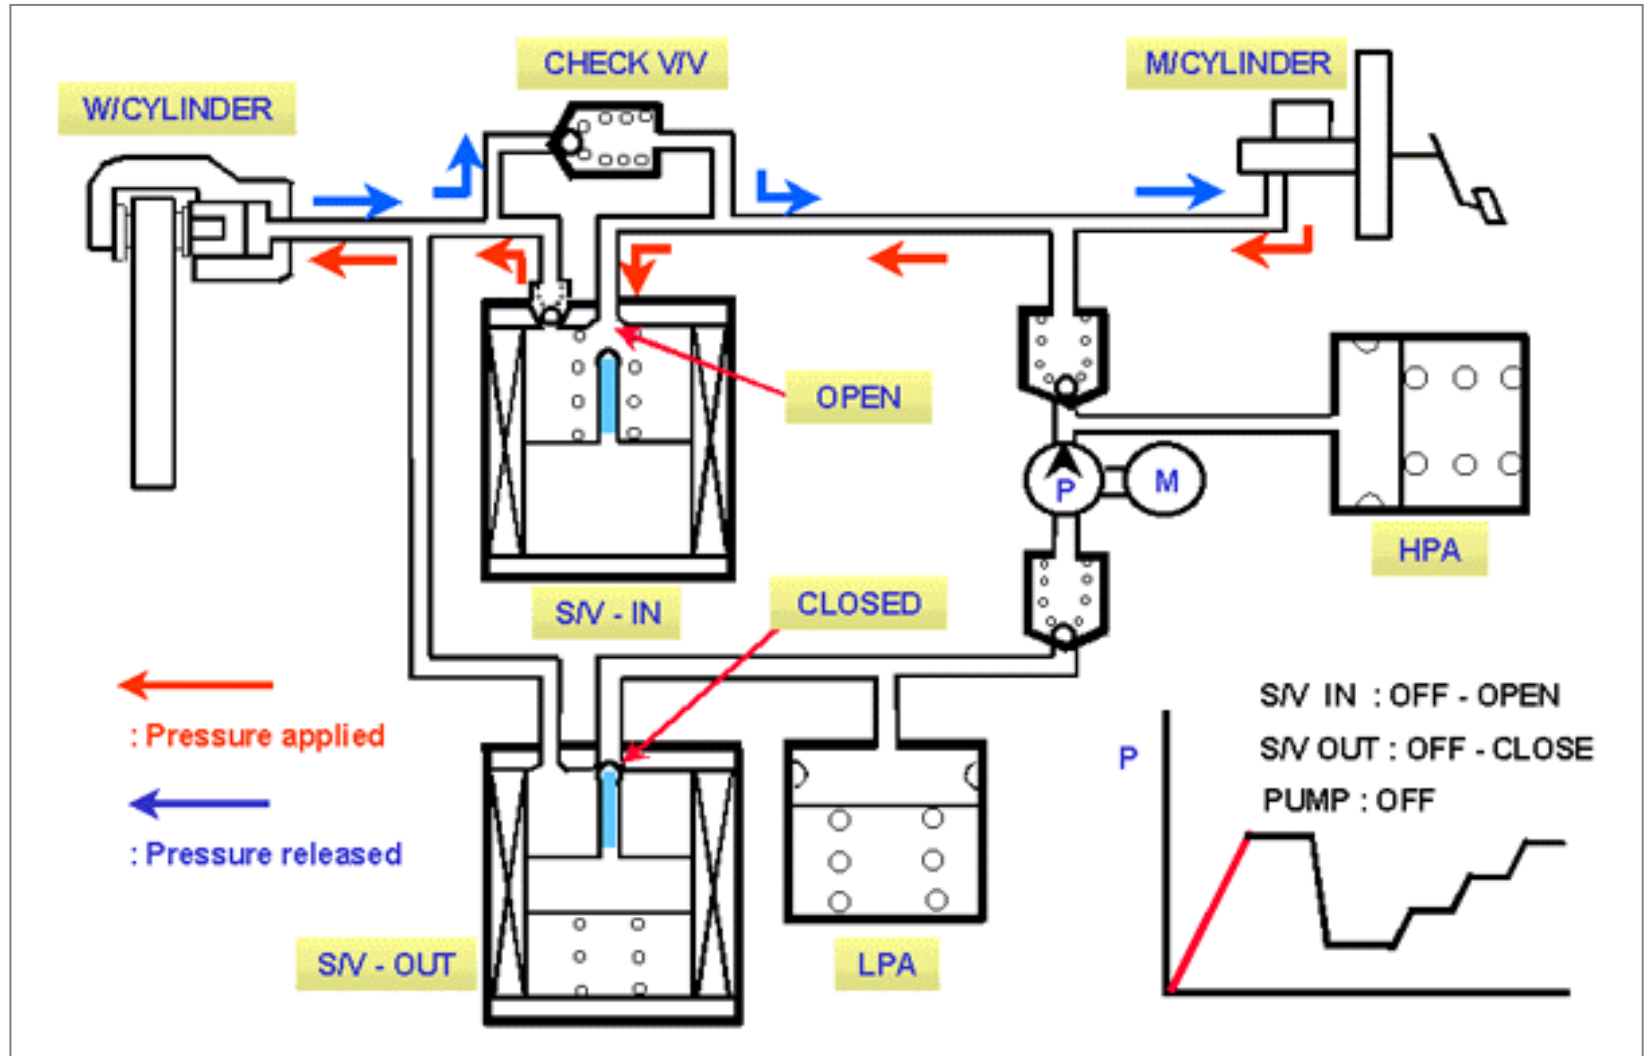 CHECK V/V
M/CYLINDER
W/CYLINDER
OPEN
P
M
HPA
S/V - IN
CLOSED
: Pressure applied
: Pressure released
S/V IN : OFF - OPEN
S/V OUT : OFF - CLOSE
PUMP : OFF
P
S/V - OUT
LPA